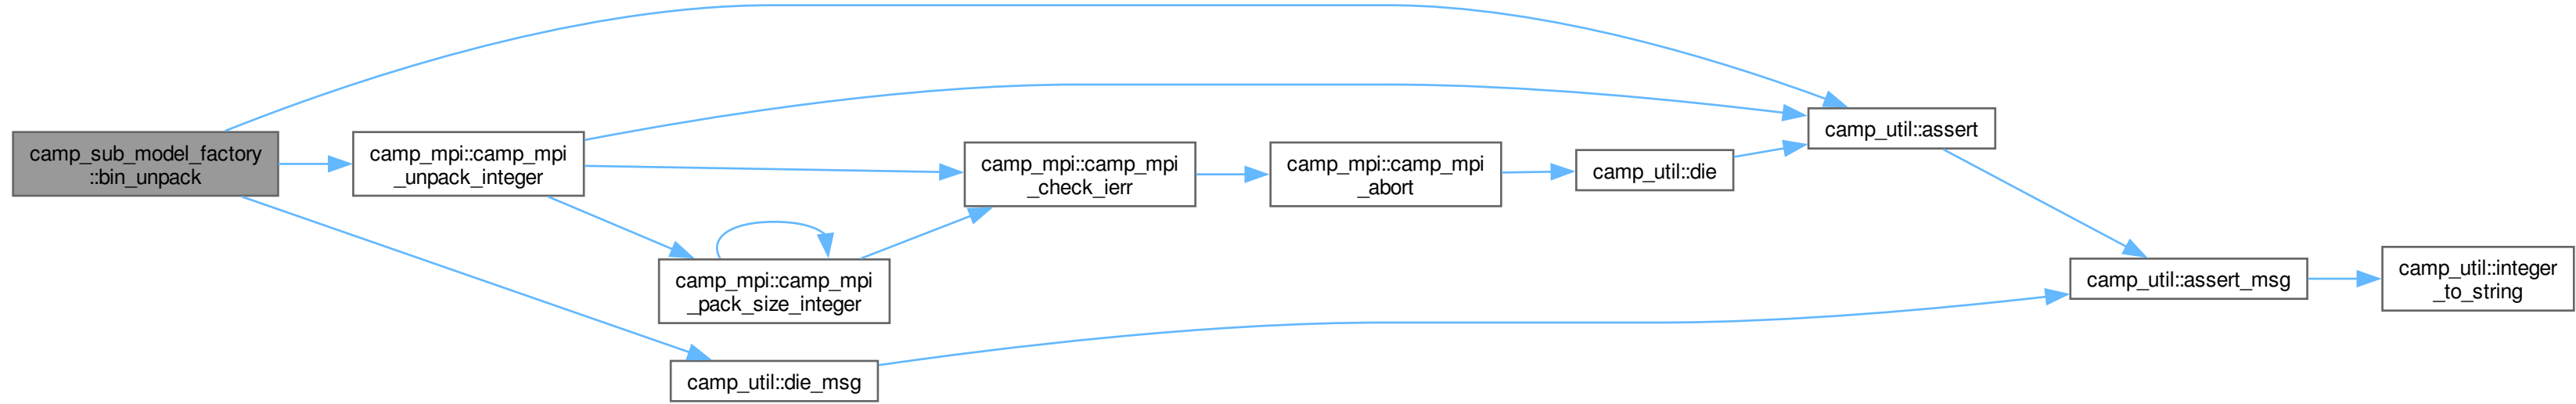 camp_sub_model_factory
::bin_unpack
camp_mpi::camp_mpi
_unpack_integer
camp_mpi::camp_mpi
_pack_size_integer
camp_util::die_msg
camp_mpi::camp_mpi
_check_ierr
camp_mpi::camp_mpi
_abort
camp_util::die
camp_util::assert
camp_util::assert_msg
camp_util::integer
_to_string